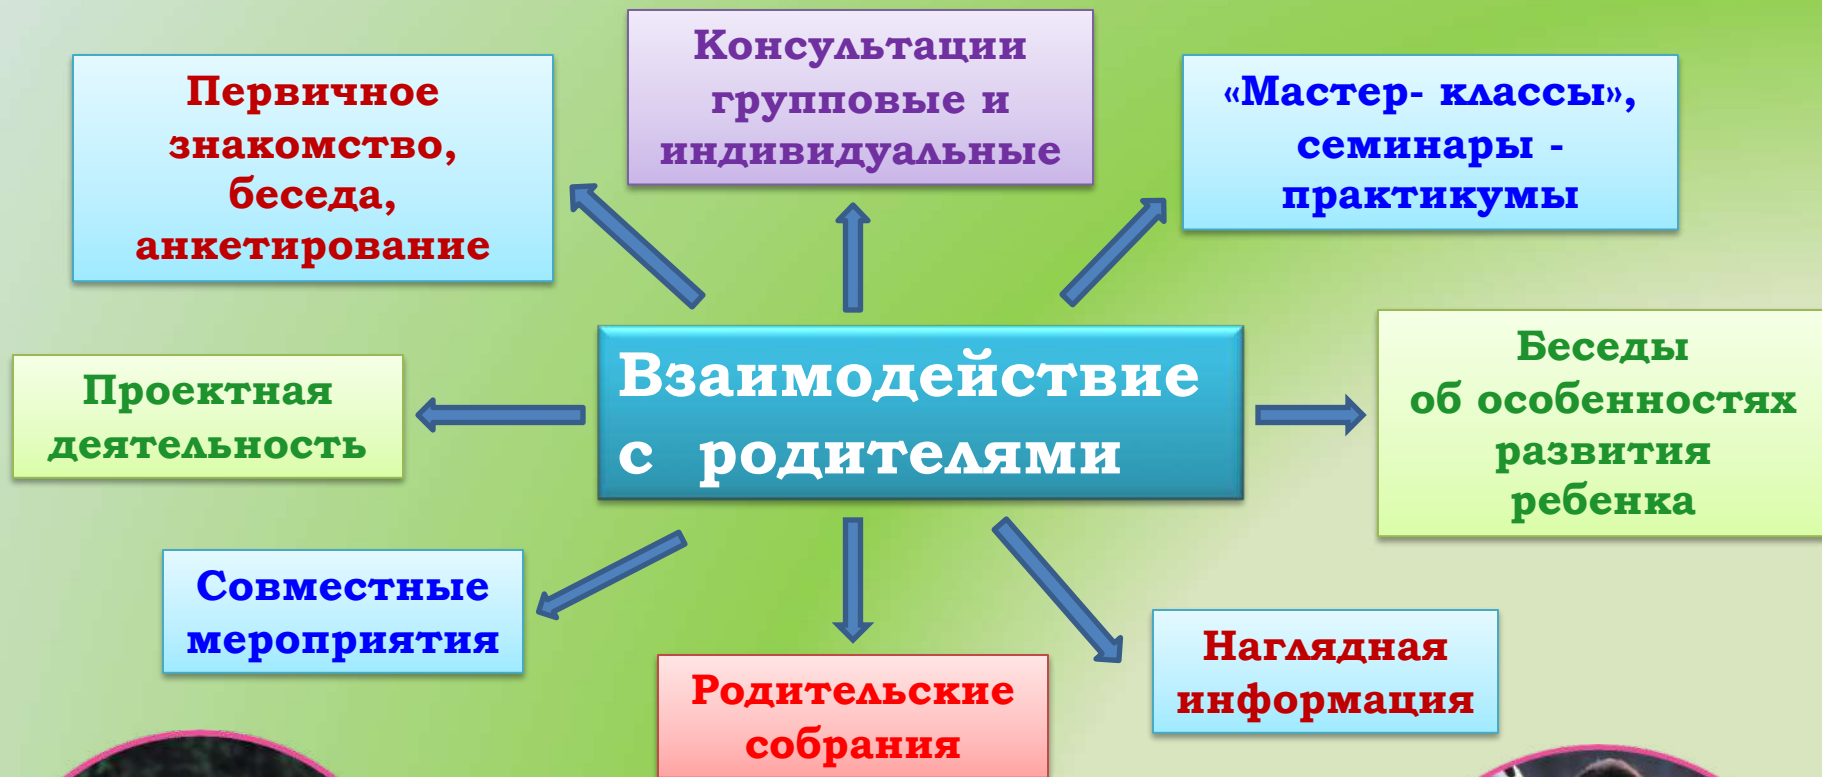 Консультации
групповые и
индивидуальные
Первичное
знакомство,
беседа,
анкетирование
«Мастер- классы»,
семинары -
практикумы
Взаимодействие
с родителями
Проектная
деятельность
Беседы
об особенностях
развития
ребенка
Совместные
мероприятия
Родительские
собрания
Наглядная
информация